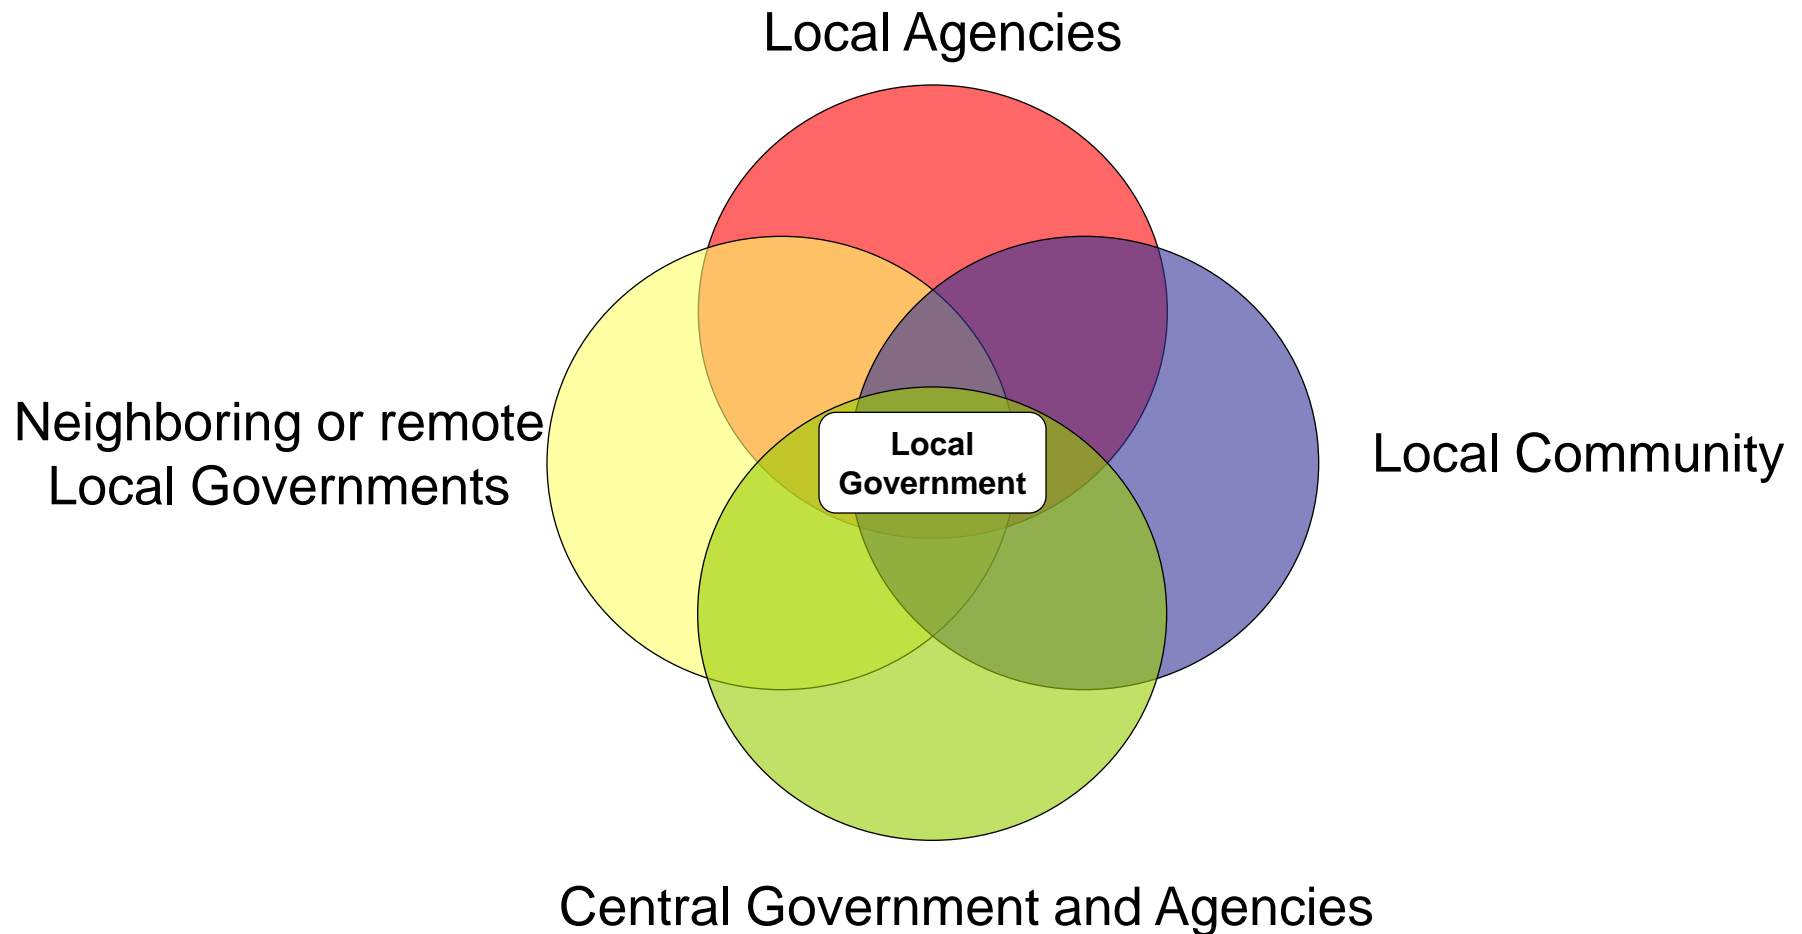 Local Agencies
Neighboring or remote
Local Governments
Local
Government
Local Community
Central Government and Agencies